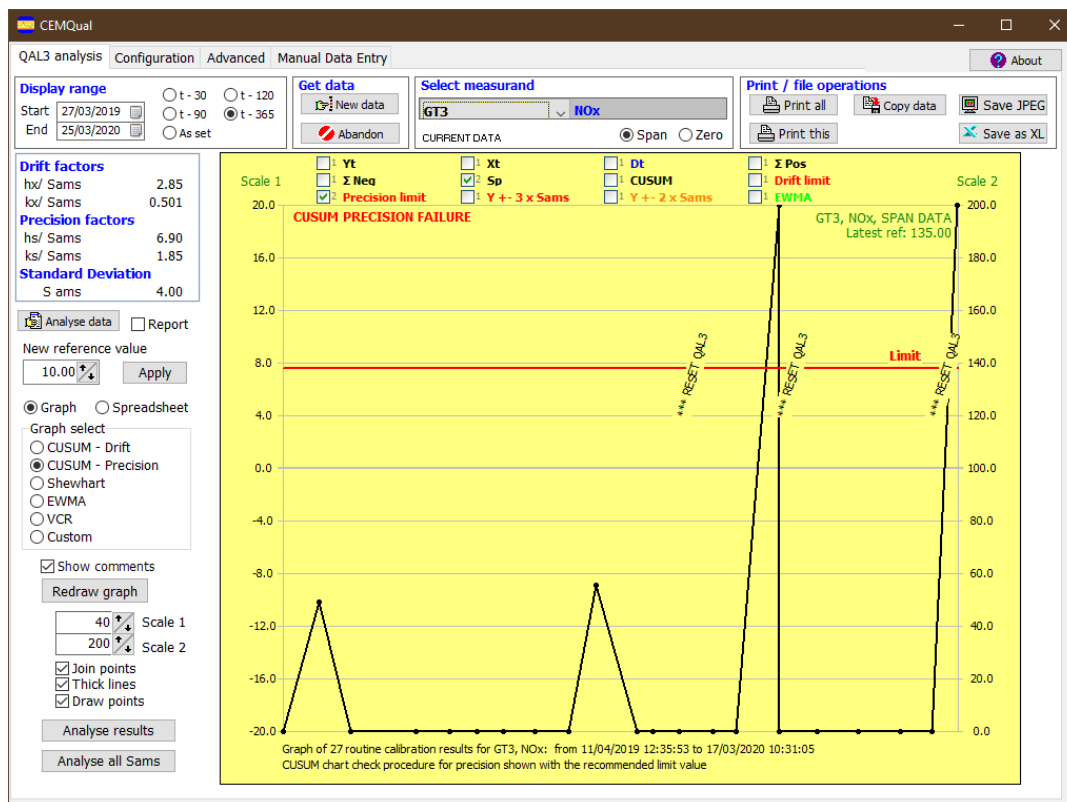 CEMQual
QAL3 analysis Configuration Advanced Manual Data Entry
About
Display range
Start 27/03/2019
End 25/03/2020
t - 30 t - 120
t - 90 t - 365
As set
Get data
New data
Abandon
Select measurand
GT3 NOx
CURRENT DATA Span Zero
Print / file operations
Print all Copy data Save JPEG
Print this Save as XL
Drift factors
hx/ Sams 2.85
kx/ Sams 0.501
Precision factors
hs/ Sams 6.90
ks/ Sams 1.85
Standard Deviation
S ams 4.00
Analyse data Report
New reference value
10.00 Apply
Graph Spreadsheet
Graph select
CUSUM - Drift
CUSUM - Precision
Shewhart
EWMA
VCR
Custom
Show comments
Redraw graph
40 Scale 1
200 Scale 2
Join points
Thick lines
Draw points
Analyse results
Analyse all Sams
1 Yt 1 Xt 1 Dt 1 Σ Pos
Scale 1 1 Σ Neg 2 Sp 1 CUSUM 1 Drift limit Scale 2
2 Precision limit 1 Y +- 3 x Sams 1 Y +- 2 x Sams 1 EWMA
CUSUM PRECISION FAILURE
GT3, NOx, SPAN DATA
Latest ref: 135.00
20.0 200.0
16.0 180.0
12.0 160.0
8.0 140.0
4.0 120.0
0.0 100.0
-4.0 80.0
-8.0 60.0
-12.0 40.0
-16.0 20.0
-20.0 0.0
Limit
*** RESET QAL3
*** RESET QAL3
*** RESET QAL3
Graph of 27 routine calibration results for GT3, NOx: from 11/04/2019 12:35:53 to 17/03/2020 10:31:05
CUSUM chart check procedure for precision shown with the recommended limit value